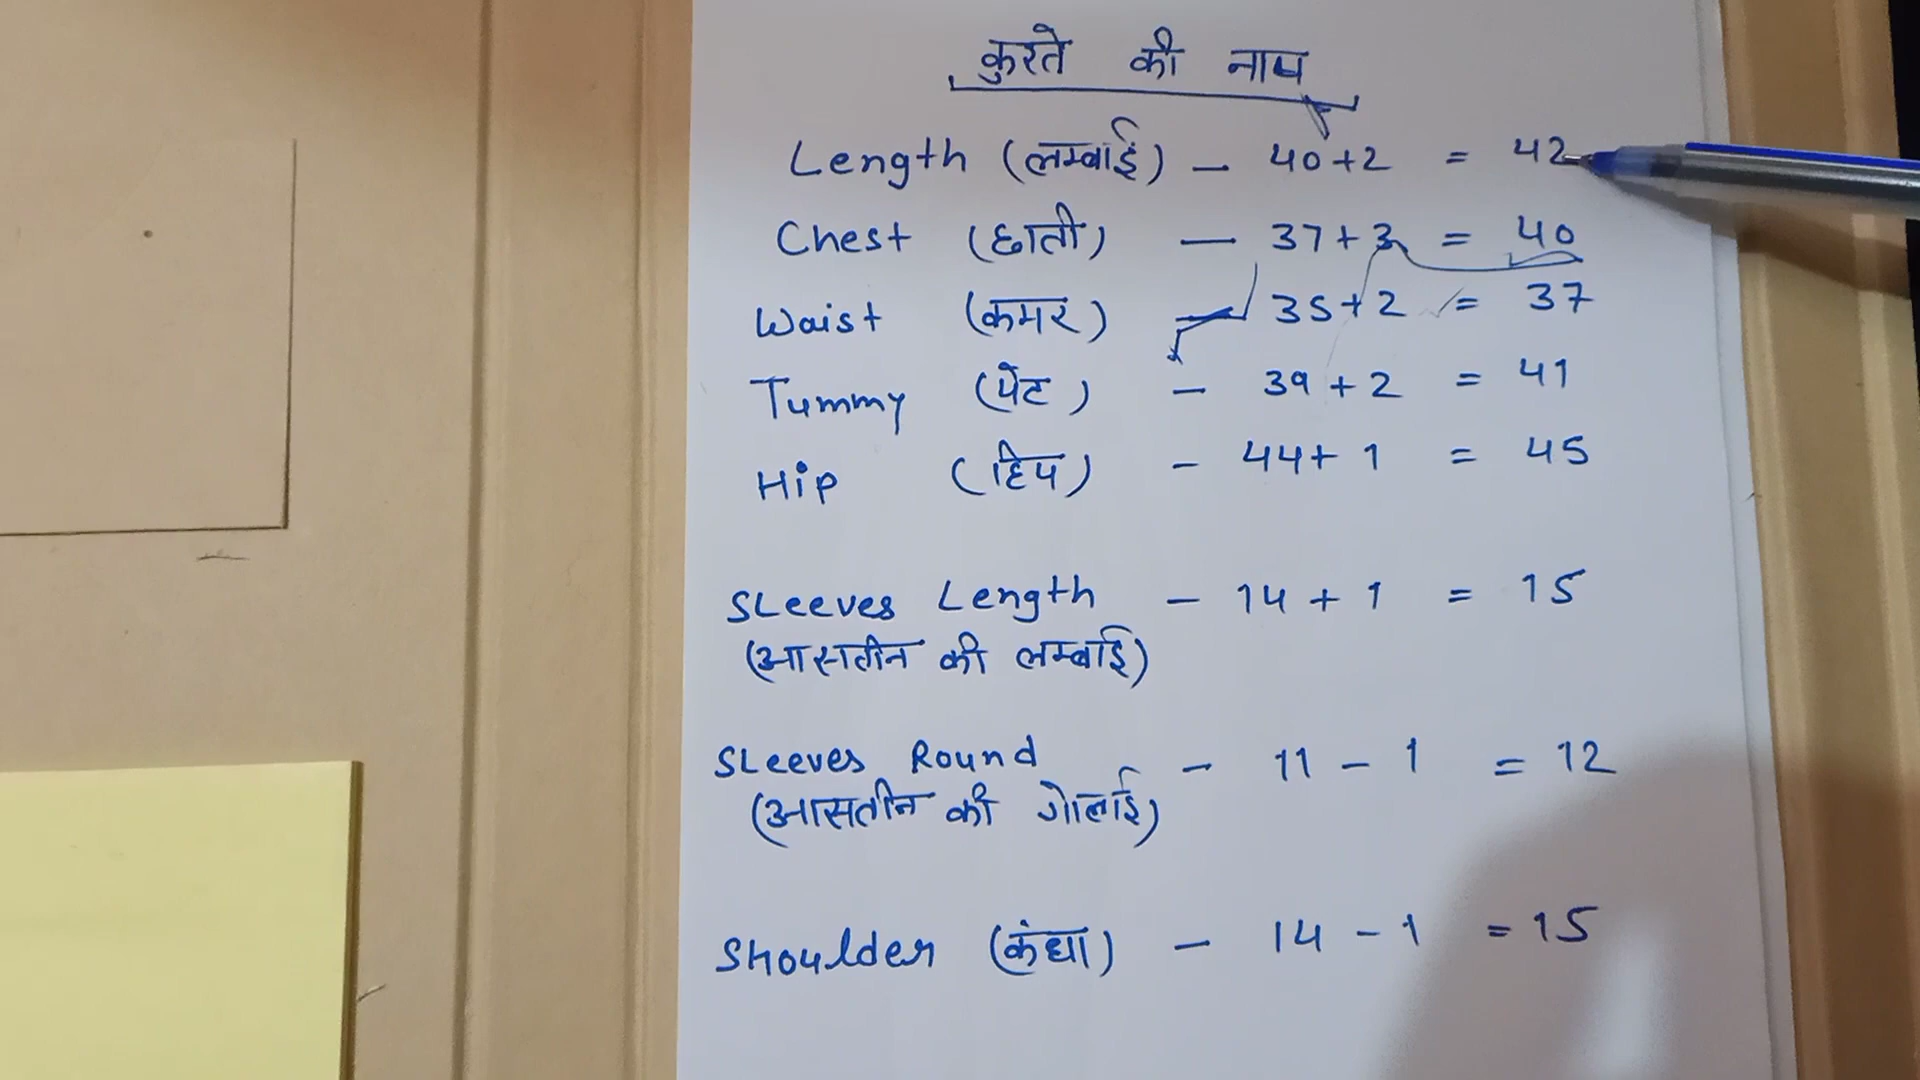 कुरते की नाप
Length (लम्बाई) - 40+2 = 42
Chest (छाती) - 37+3 = 40
Waist (कमर) - 35+2 = 37
Tummy (पेट) - 39+2 = 41
Hip (हिप) - 44+1 = 45
Sleeves Length - 14+1 = 15
(आसतीन की लम्बाई)
Sleeves Round - 11-1 = 12
(आसतीन की गोलाई)
Shoulder (कंधा) - 14-1 = 15